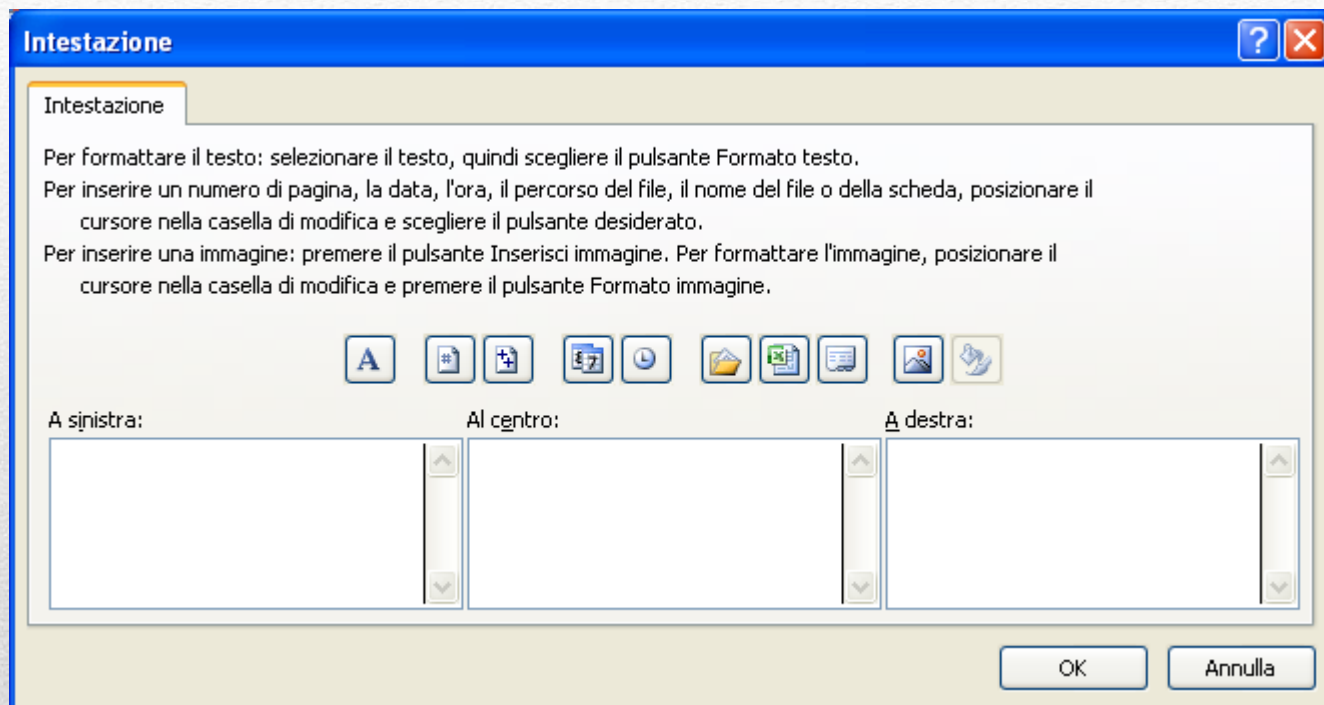 Intestazione
Intestazione
Per formattare il testo: selezionare il testo, quindi scegliere il pulsante Formato testo.
Per inserire un numero di pagina, la data, l'ora, il percorso del file, il nome del file o della scheda, posizionare il
cursore nella casella di modifica e scegliere il pulsante desiderato.
Per inserire una immagine: premere il pulsante Inserisci immagine. Per formattare l'immagine, posizionare il
cursore nella casella di modifica e premere il pulsante Formato immagine.
A
A sinistra: Al centro: A destra:
OK Annulla